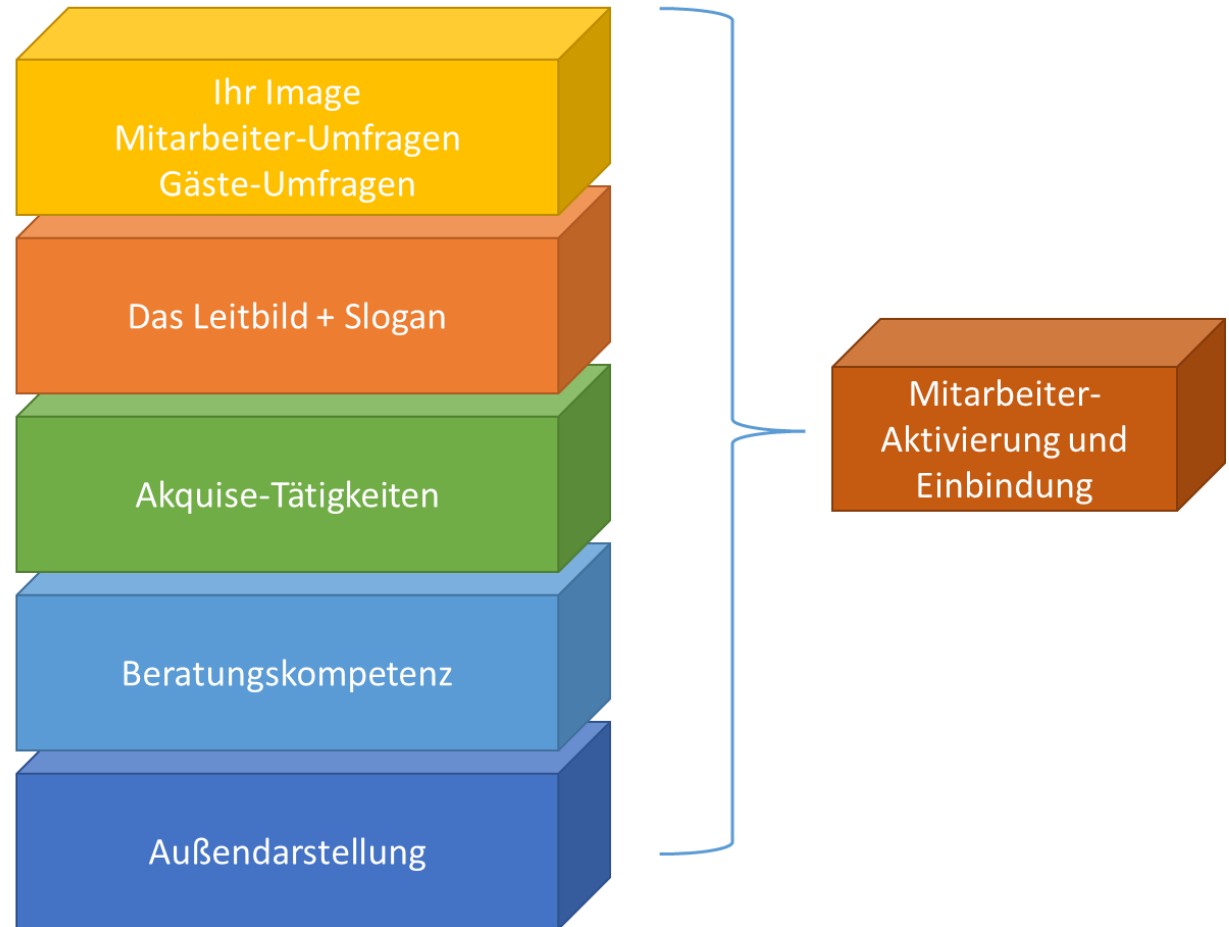 Ihr Image
Mitarbeiter-Umfragen
Gäste-Umfragen
Das Leitbild + Slogan
Akquise-Tätigkeiten
Beratungskompetenz
Außendarstellung
Mitarbeiter-
Aktivierung und
Einbindung